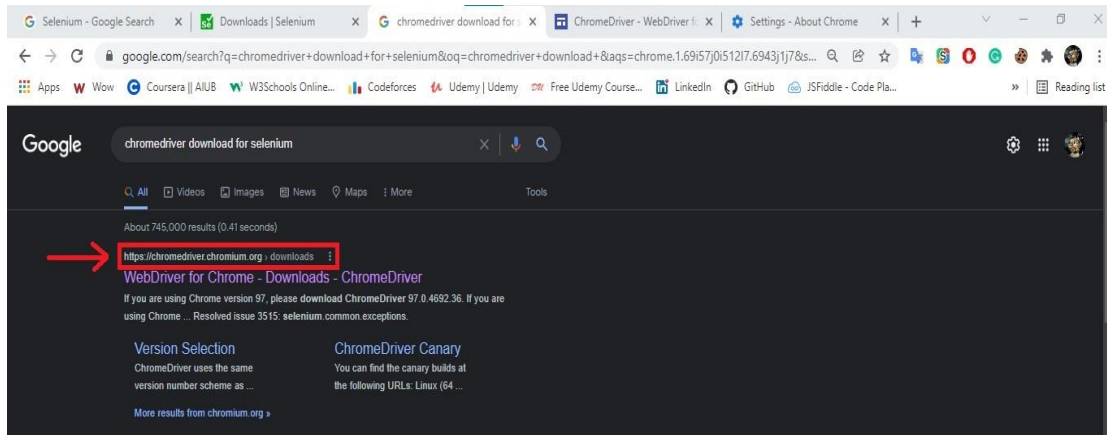 Selenium - Google Search
Downloads | Selenium
chromedriver download for s
ChromeDriver - WebDriver fo
Settings - About Chrome
google.com/search?q=chromedriver+download+for+selenium&oq=chromedriver+download+&aqs=chrome.1.69i57j0i512l7.6943j1j7&s...
Apps
Wow
Coursera || AIUB
W3Schools Online...
Codeforces
Udemy | Udemy
Free Udemy Course...
LinkedIn
GitHub
JSFiddle - Code Pla...
»
Reading list
Google
chromedriver download for selenium
All
Videos
Images
News
Maps
More
Tools
About 745,000 results (0.41 seconds)
https://chromedriver.chromium.org › downloads
WebDriver for Chrome - Downloads - ChromeDriver
If you are using Chrome version 97, please download ChromeDriver 97.0.4692.36. If you are
using Chrome ... Resolved issue 3515: selenium.common.exceptions.
Version Selection
ChromeDriver uses the same
version number scheme as ...
ChromeDriver Canary
You can find the canary builds at
the following URLs: Linux (64 ...
More results from chromium.org »